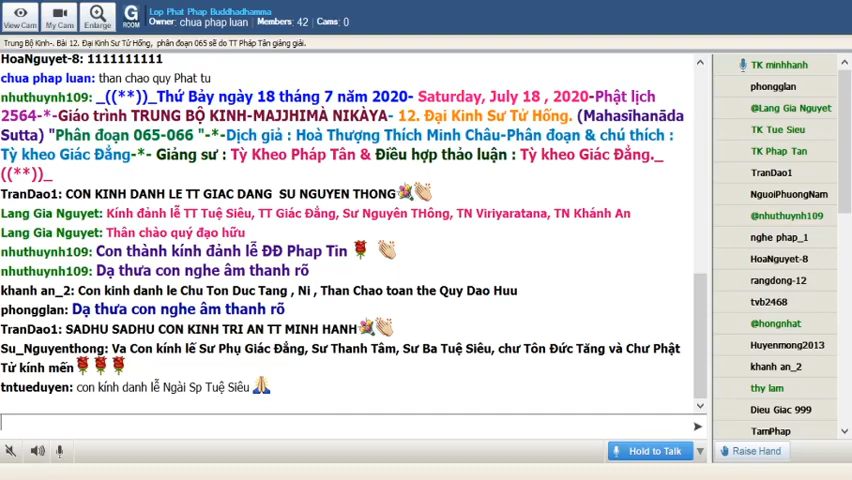 View Cam
My Cam
Enlarge
G
ROOM
Lop Phat Phap Buddhadhamma
Owner: chua phap luan Members: 42 Cams: 0
Trung Bộ Kinh-. Bài 12. Đại Kinh Sư Tử Hống, phân đoạn 065 sẽ do TT Pháp Tân giảng giải.
HoaNguyet-8: 1111111111
chua phap luan: than chao quy Phat tu
nhuthuynh109: _((**))_Thứ Bảy ngày 18 tháng 7 năm 2020- Saturday, July 18 , 2020-Phật lịch
2564-*-Giáo trình TRUNG BỘ KINH-MAJJHIMÀ NIKÀYA- 12. Đại Kinh Sư Tử Hống. (Mahasìhanāda
Sutta) "Phân đoạn 065-066 "-*-Dịch giả : Hoà Thượng Thích Minh Châu-Phân đoạn & chú thích :
Tỳ kheo Giác Đẳng-*- Giảng sư : Tỳ Kheo Pháp Tân & Điều hợp thảo luận : Tỳ kheo Giác Đẳng._
((**))_
TranDao1: CON KINH DANH LE TT GIAC DANG SU NGUYEN THONG
Lang Gia Nguyet: Kính đảnh lễ TT Tuệ Siêu, TT Giác Đẳng, Sư Nguyên THông, TN Viriyaratana, TN Khánh An
Lang Gia Nguyet: Thân chào quý đạo hữu
nhuthuynh109: Con thành kính đảnh lễ ĐĐ Phap Tin
nhuthuynh109: Dạ thưa con nghe âm thanh rõ
khanh an_2: Con kinh danh le Chu Ton Duc Tang , Ni , Than Chao toan the Quy Dao Huu
phongglan: Dạ thưa con nghe âm thanh rõ
TranDao1: SADHU SADHU CON KINH TRI AN TT MINH HANH
Su_Nguyenthong: Va Con kính lễ Sư Phụ Giác Đẳng, Sư Thanh Tâm, Sư Ba Tuệ Siêu, chư Tôn Đức Tăng và Chư Phật
Tử kính mến
tntueduyen: con kính danh lễ Ngài Sp Tuệ Siêu
Hold to Talk
TK minhhanh
phongglan
@Lang Gia Nguyet
TK Tue Sieu
TK Phap Tan
TranDao1
NguoiPhuongNam
@nhuthuynh109
nghe phap_1
HoaNguyet-8
rangdong-12
tvb2468
@hongnhat
Huyenmong2013
khanh an_2
thy lam
Dieu Giac 999
TamPhap
Raise Hand